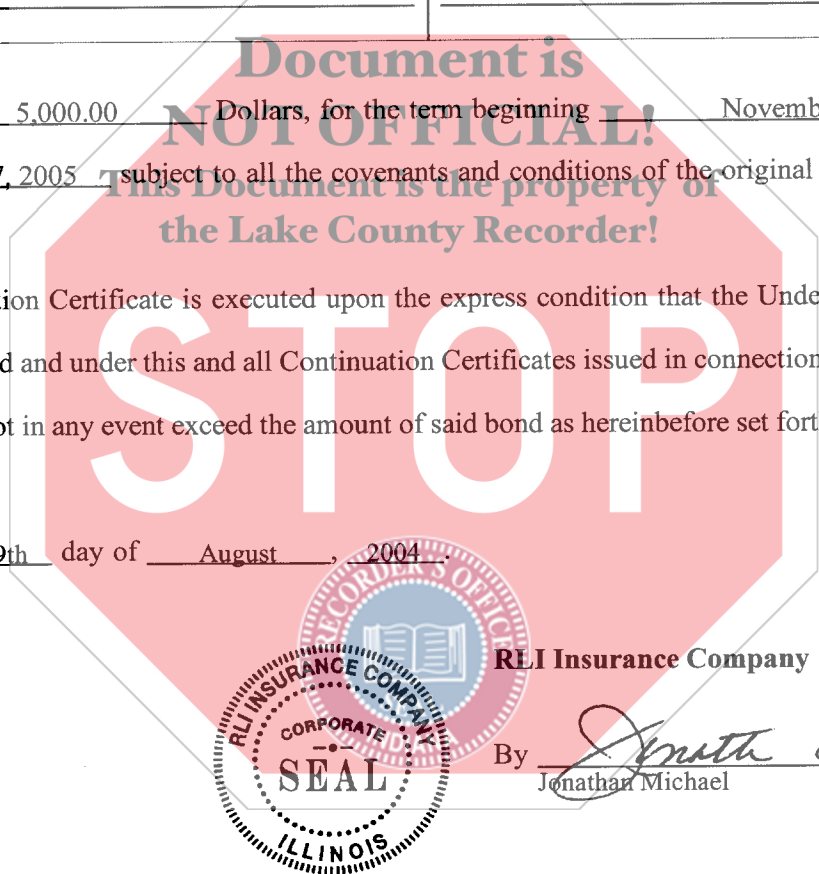 Document is
NOT OFFICIAL!
This Document is the property of
the Lake County Recorder!
STOP
5,000.00 Dollars, for the term beginning
2005 subject to all the covenants and conditions of the original
Certificate is executed upon the express condition that the
and under this and all Continuation Certificates issued in connection
in any event exceed the amount of said bond as hereinbefore set
day of August, 2004.
RECORDER'S OFFICE
RLI INSURANCE COMPANY
CORPORATE
SEAL
ILLINOIS
RLI Insurance Company
By
Jonathan Michael